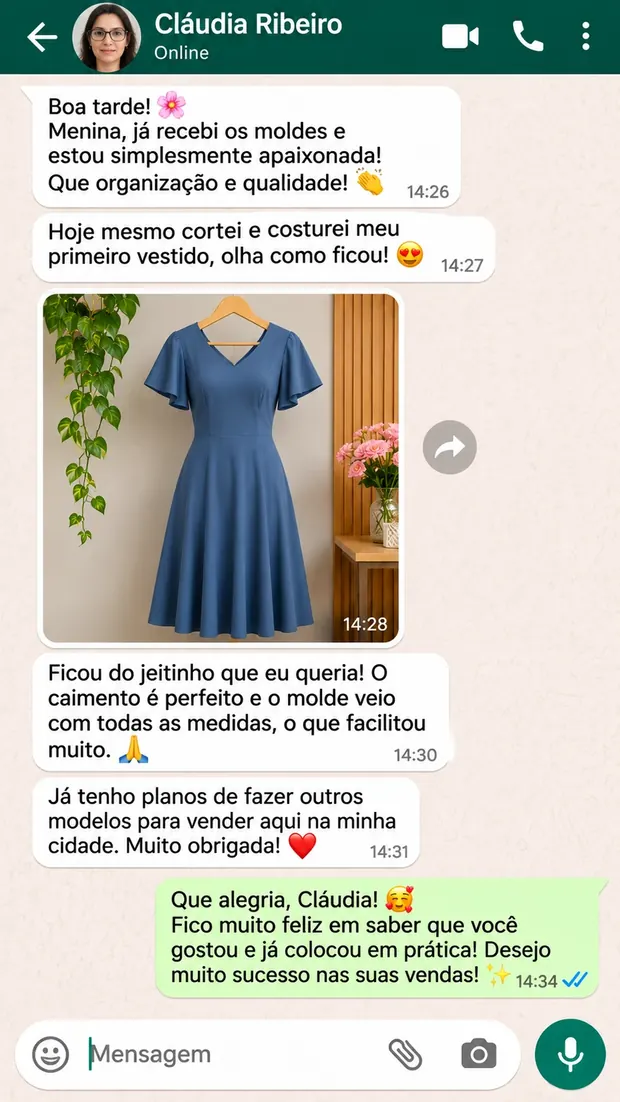 Cláudia Ribeiro
Online
Boa tarde! 🌸
Menina, já recebi os moldes e
estou simplesmente apaixonada!
Que organização e qualidade! 👏
14:26
Hoje mesmo cortei e costurei meu
primeiro vestido, olha como ficou! 😍
14:27
14:28
Ficou do jeitinho que eu queria! O
caimento é perfeito e o molde veio
com todas as medidas, o que facilitou
muito. 🙏
14:30
Já tenho planos de fazer outros
modelos para vender aqui na minha
cidade. Muito obrigada! ❤️
14:31
Que alegria, Cláudia! 🥰
Fico muito feliz em saber que você
gostou e já colocou em prática! Desejo
muito sucesso nas suas vendas! ✨
14:34
Mensagem